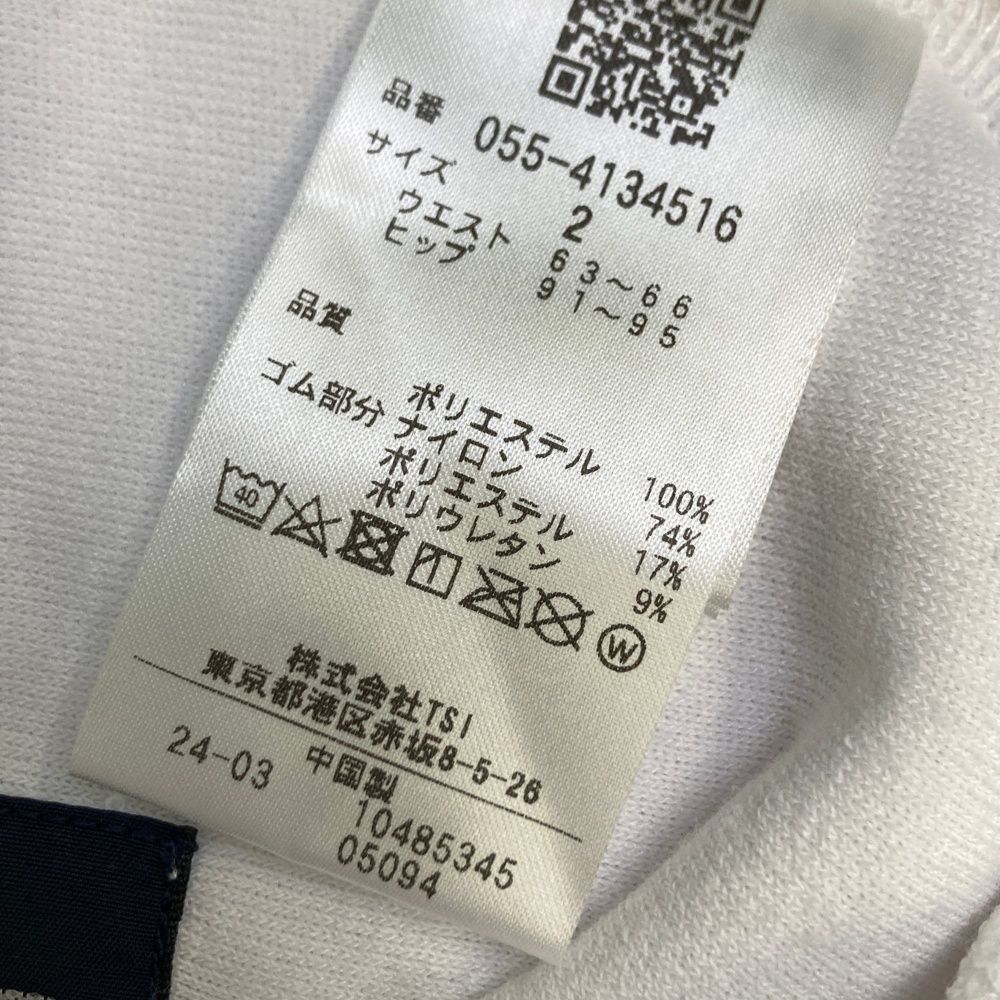 品番 055-4134516
サイズ 2
ウエスト 63~66
ヒップ 91~95
品質
ポリエステル 100%
ゴム部分 ナイロン 74%
ポリエステル 17%
ポリウレタン 9%
40
W
株式会社TSI
東京都港区赤坂8-5-26
24-03 中国製
10485345
05094